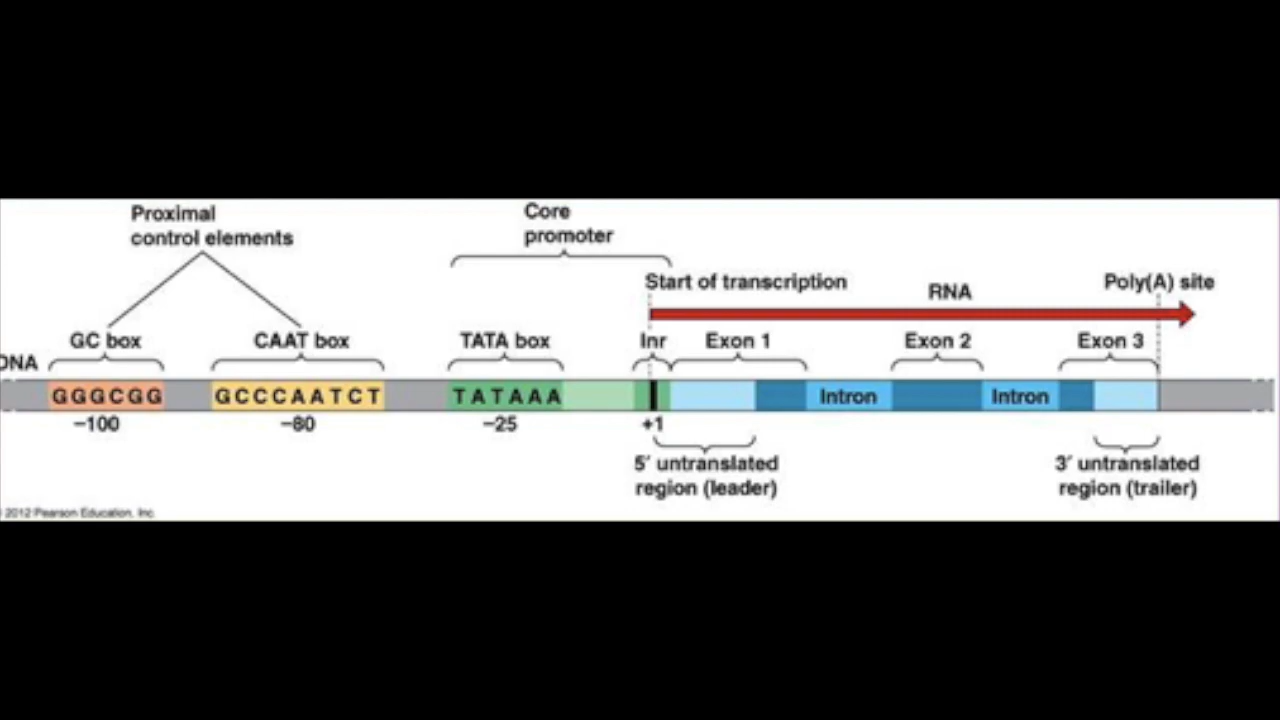 Proximal
control elements
Core
promoter
Start of transcription
RNA
Poly(A) site
GC box
CAAT box
TATA box
Inr
Exon 1
Exon 2
Exon 3
DNA
GGGCGG
GCCCAATCT
TATAAA
Intron
Intron
−100
−80
−25
+1
5′ untranslated
region (leader)
3′ untranslated
region (trailer)
2012 Pearson Education, Inc.